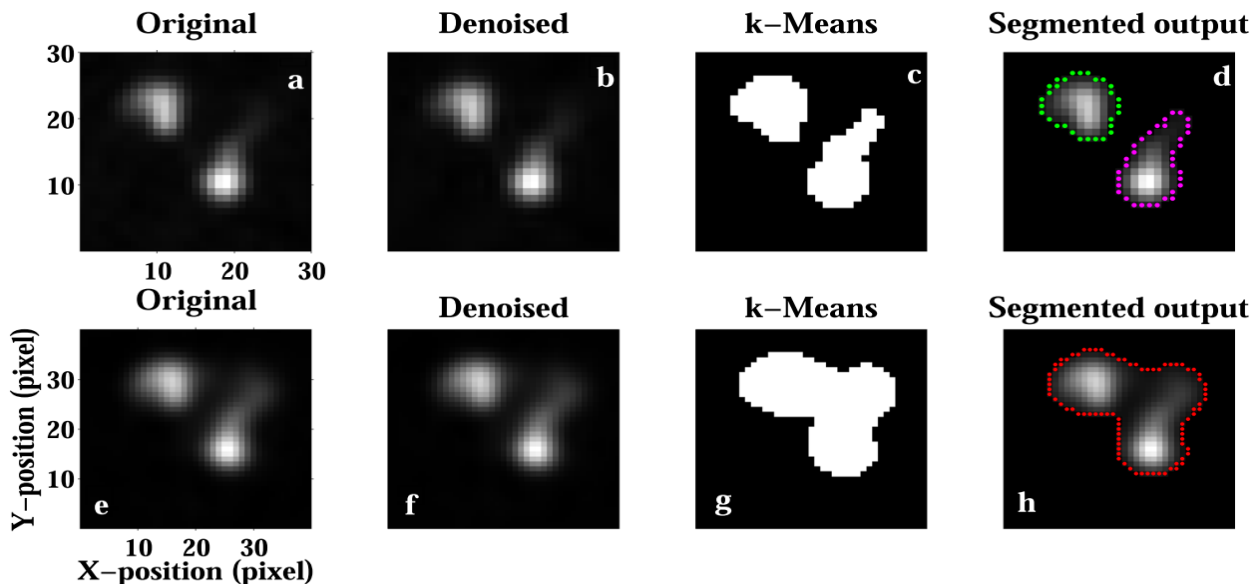 Original
Denoised
k-Means
Segmented output
30
20
10
a
b
c
d
10
20
30
Original
Denoised
k-Means
Segmented output
Y-position (pixel)
30
20
10
e
f
g
h
10
20
30
X-position (pixel)